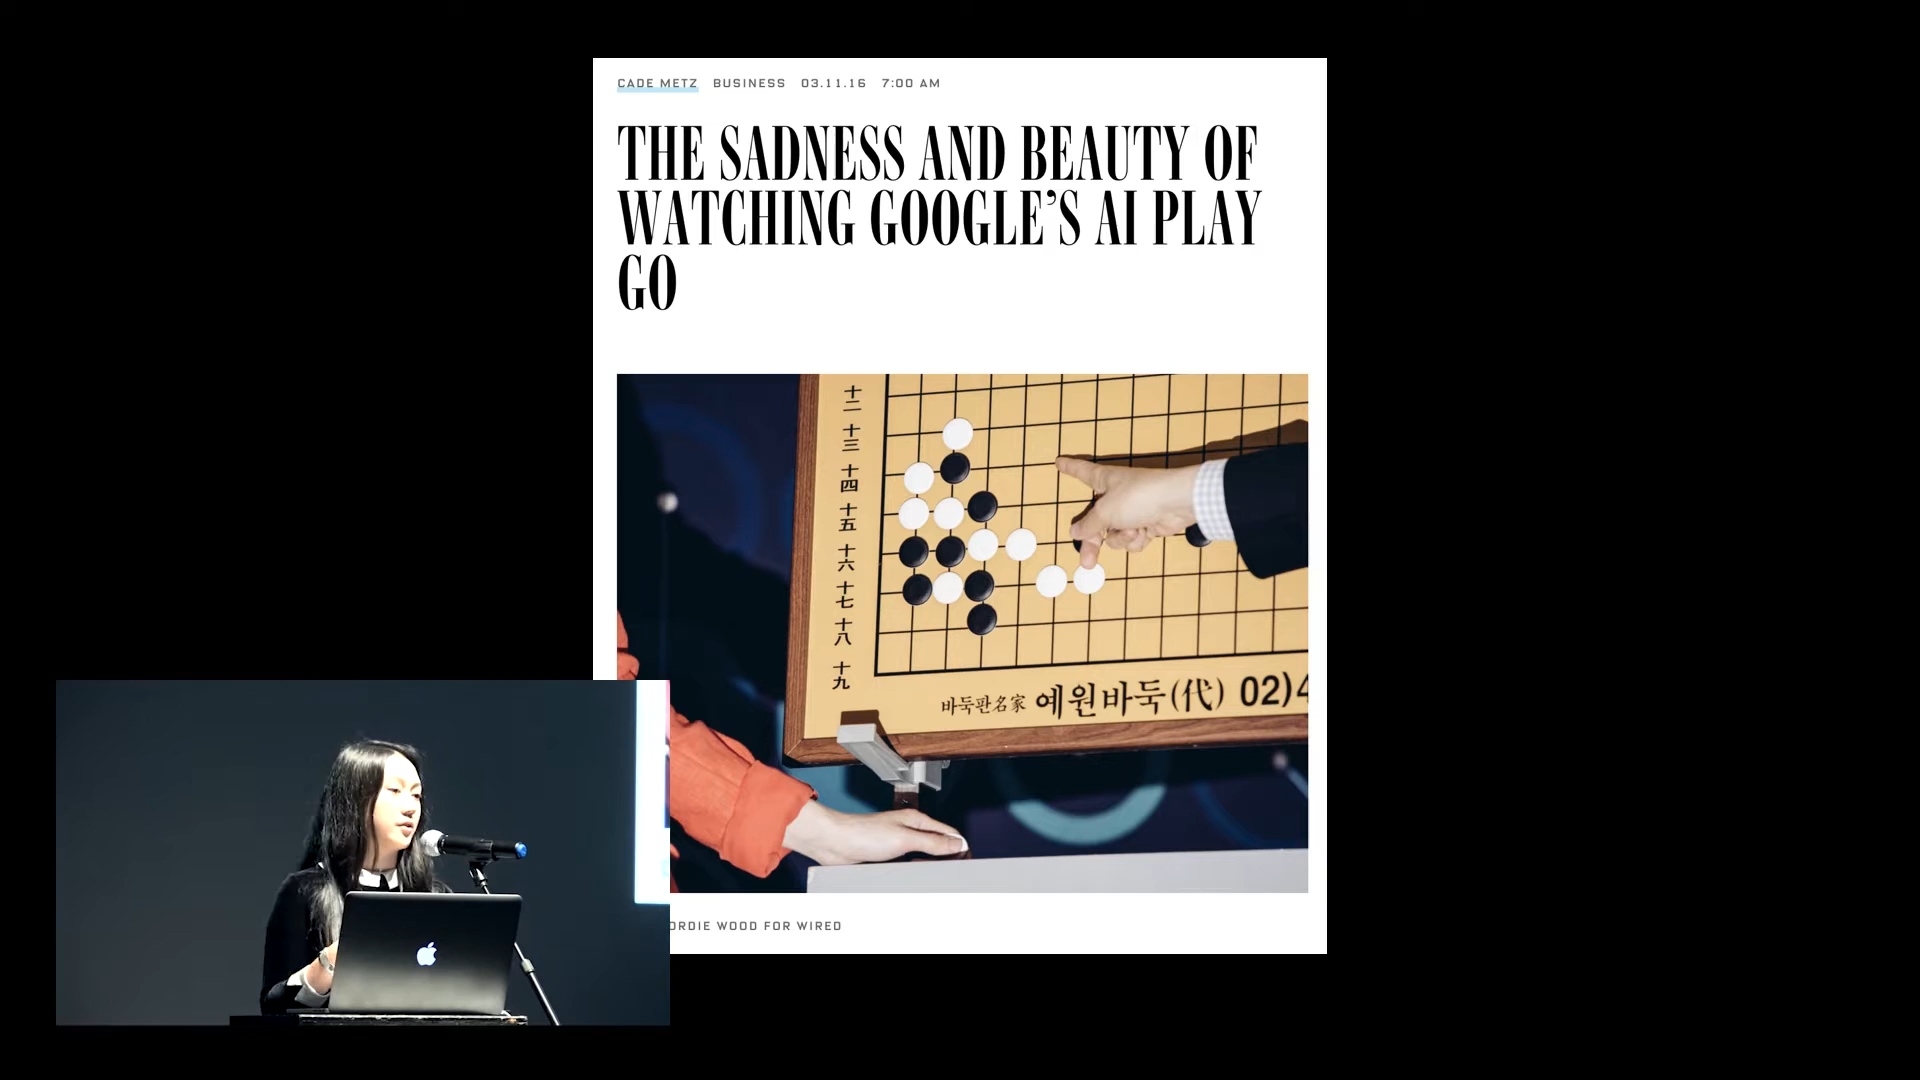 CADE METZ BUSINESS 03.11.16 7:00 AM
THE SADNESS AND BEAUTY OF
WATCHING GOOGLE’S AI PLAY
GO
十二
十三
十四
十五
十六
十七
十八
十九
바둑판名家 예원바둑(代) 02)4
ORDIE WOOD FOR WIRED